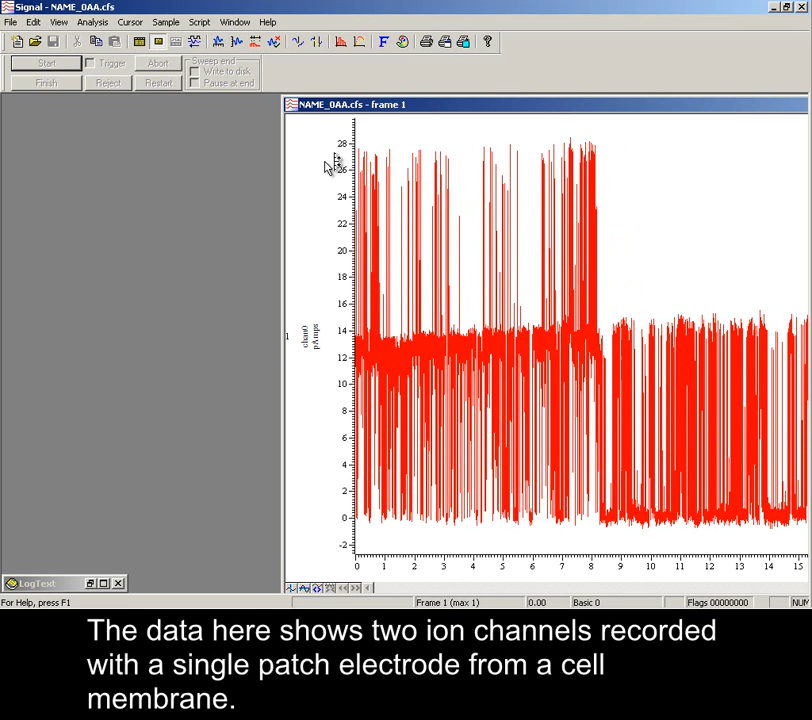 Signal - NAME_0AA.cfs
File Edit View Analysis Cursor Sample Script Window Help
Start Trigger Abort Sweep end
Write to disk
Finish Reject Restart Pause at end
NAME_0AA.cfs - frame 1
28
26
24
22
20
18
16
14
12
10
8
6
4
2
0
-2
1 chan0
pAmps
0 1 2 3 4 5 6 7 8 9 10 11 12 13 14 15
LogText
For Help, press F1 Frame 1 (max 1) 0.00 Basic 0 Flags 00000000 NUM
The data here shows two ion channels recorded
with a single patch electrode from a cell
membrane.